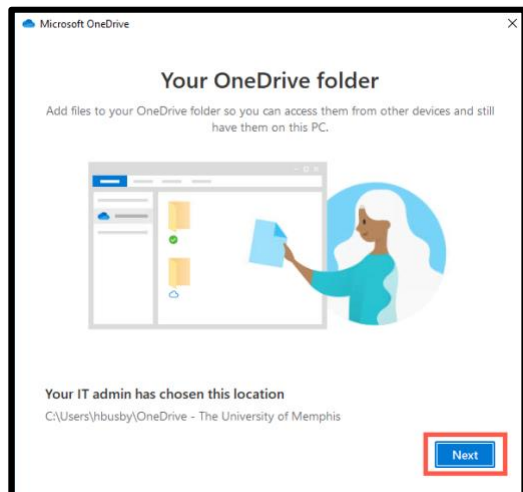 Microsoft OneDrive
Your OneDrive folder
Add files to your OneDrive folder so you can access them from other devices and still
have them on this PC.
Your IT admin has chosen this location
C:\Users\hbusby\OneDrive - The University of Memphis
Next